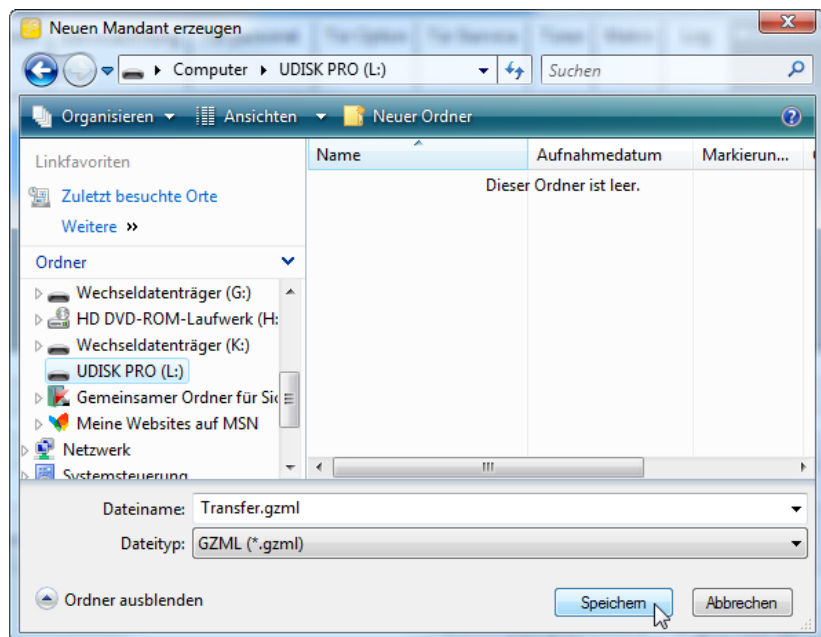 Neuen Mandant erzeugen
Computer UDISK PRO (L:)
Suchen
Organisieren Ansichten Neuer Ordner
Linkfavoriten
Zuletzt besuchte Orte
Weitere »
Ordner
Wechseldatenträger (G:)
HD DVD-ROM-Laufwerk (H:
Wechseldatenträger (K:)
UDISK PRO (L:)
Gemeinsamer Ordner für Sic
Meine Websites auf MSN
Netzwerk
Systemsteuerung
Name Aufnahmedatum Markierun...
Dieser Ordner ist leer.
Dateiname: Transfer.gzml
Dateityp: GZML (*.gzml)
Ordner ausblenden
Speichern Abbrechen